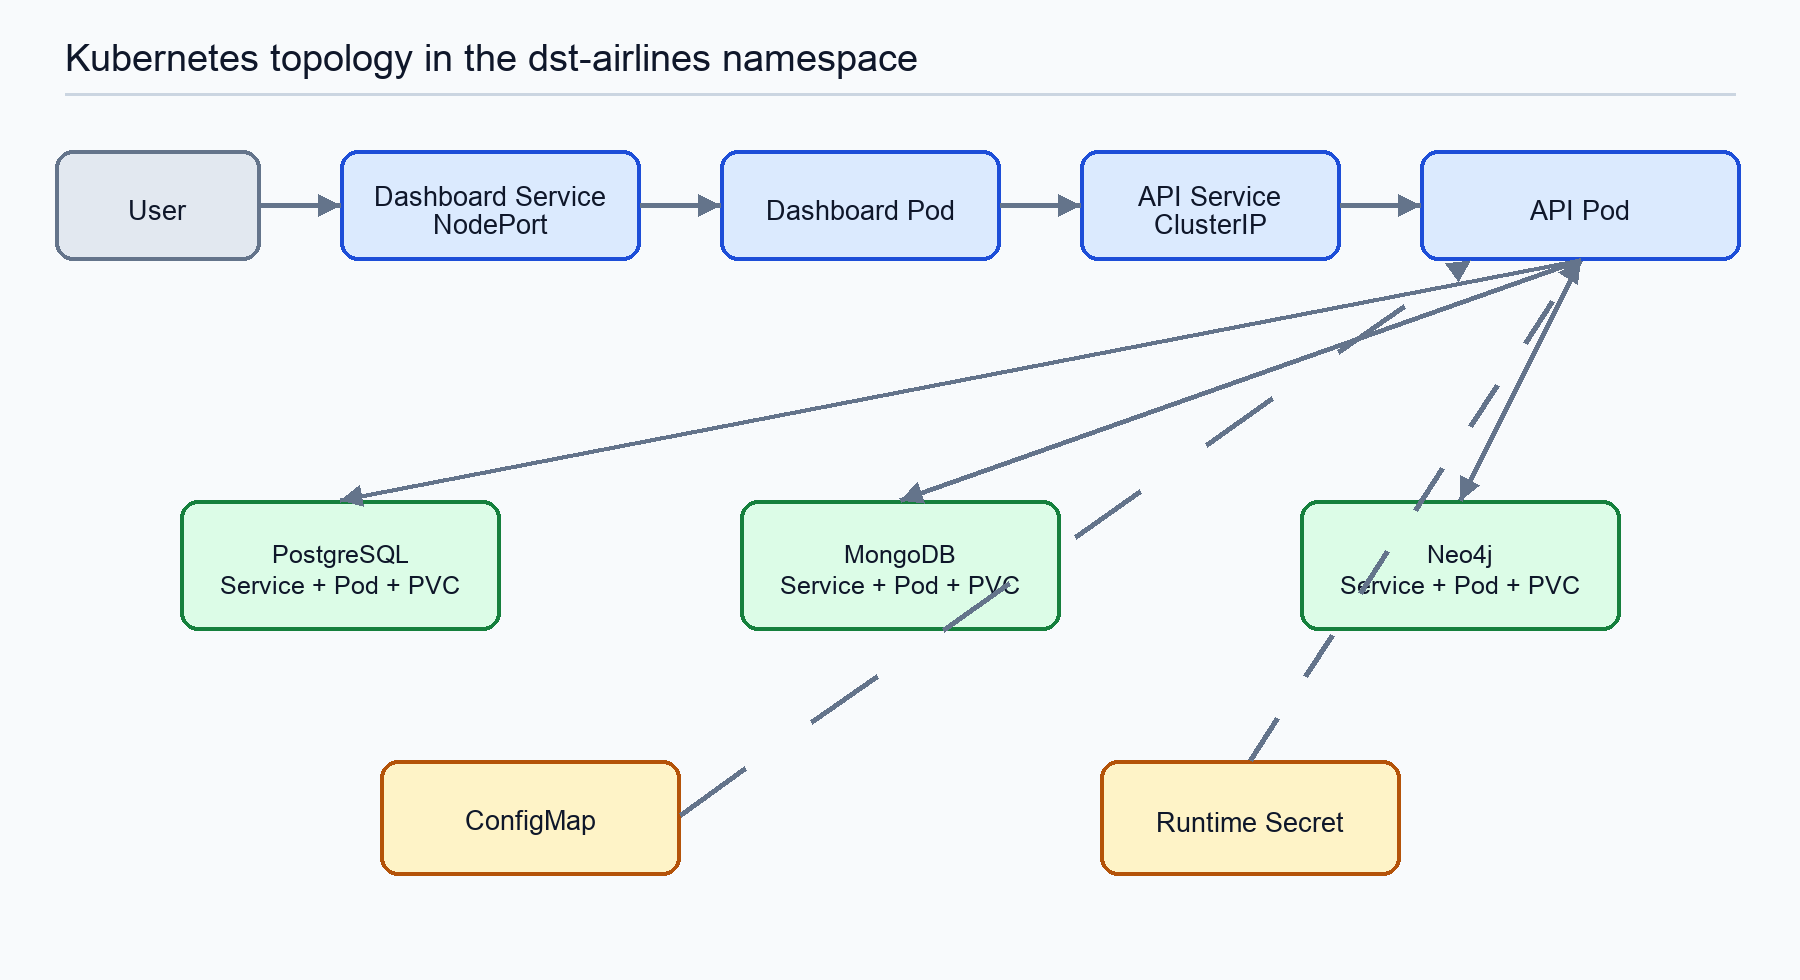 Kubernetes topology in the dst-airlines namespace
User
Dashboard Service
NodePort
Dashboard Pod
API Service
ClusterIP
API Pod
PostgreSQL
Service + Pod + PVC
MongoDB
Service + Pod + PVC
Neo4j
Service + Pod + PVC
ConfigMap
Runtime Secret